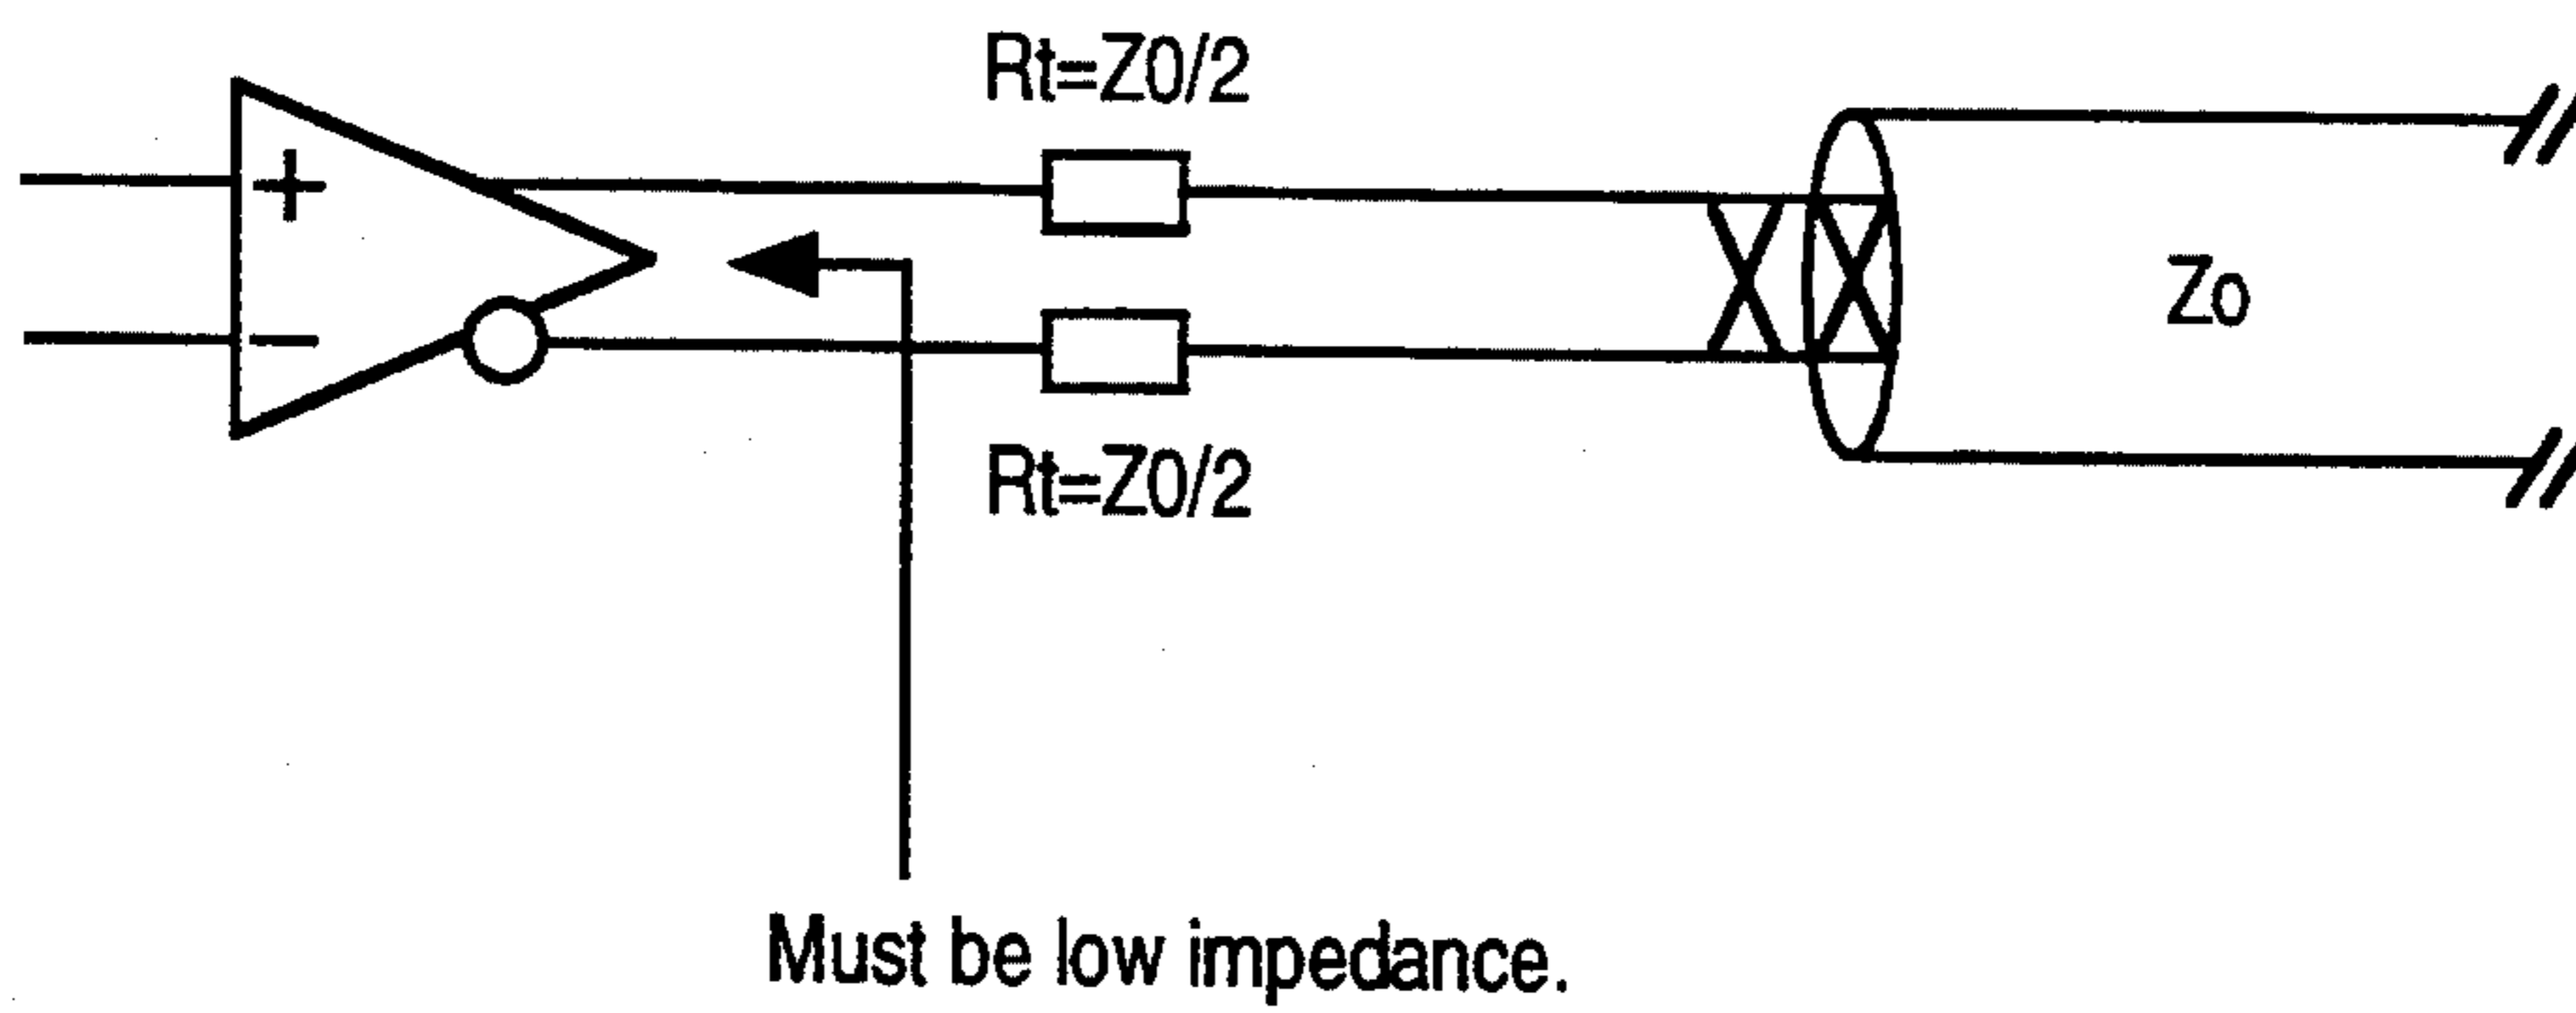 Rt=Z0/2
+
Zo
−
Rt=Z0/2
Must be low impedance.